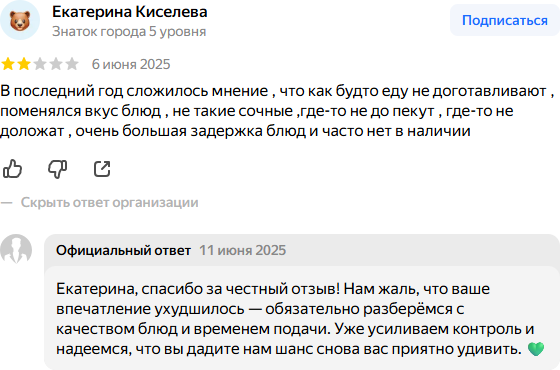 Екатерина Киселева
Знаток города 5 уровня
Подписаться
6 июня 2025
В последний год сложилось мнение , что как будто еду не доготавливают ,
поменялся вкус блюд , не такие сочные ,где-то не до пекут , где-то не
доложат , очень большая задержка блюд и часто нет в наличии
— Скрыть ответ организации
Официальный ответ 11 июня 2025
Екатерина, спасибо за честный отзыв! Нам жаль, что ваше
впечатление ухудшилось — обязательно разберёмся с
качеством блюд и временем подачи. Уже усиливаем контроль и
надеемся, что вы дадите нам шанс снова вас приятно удивить. 💚